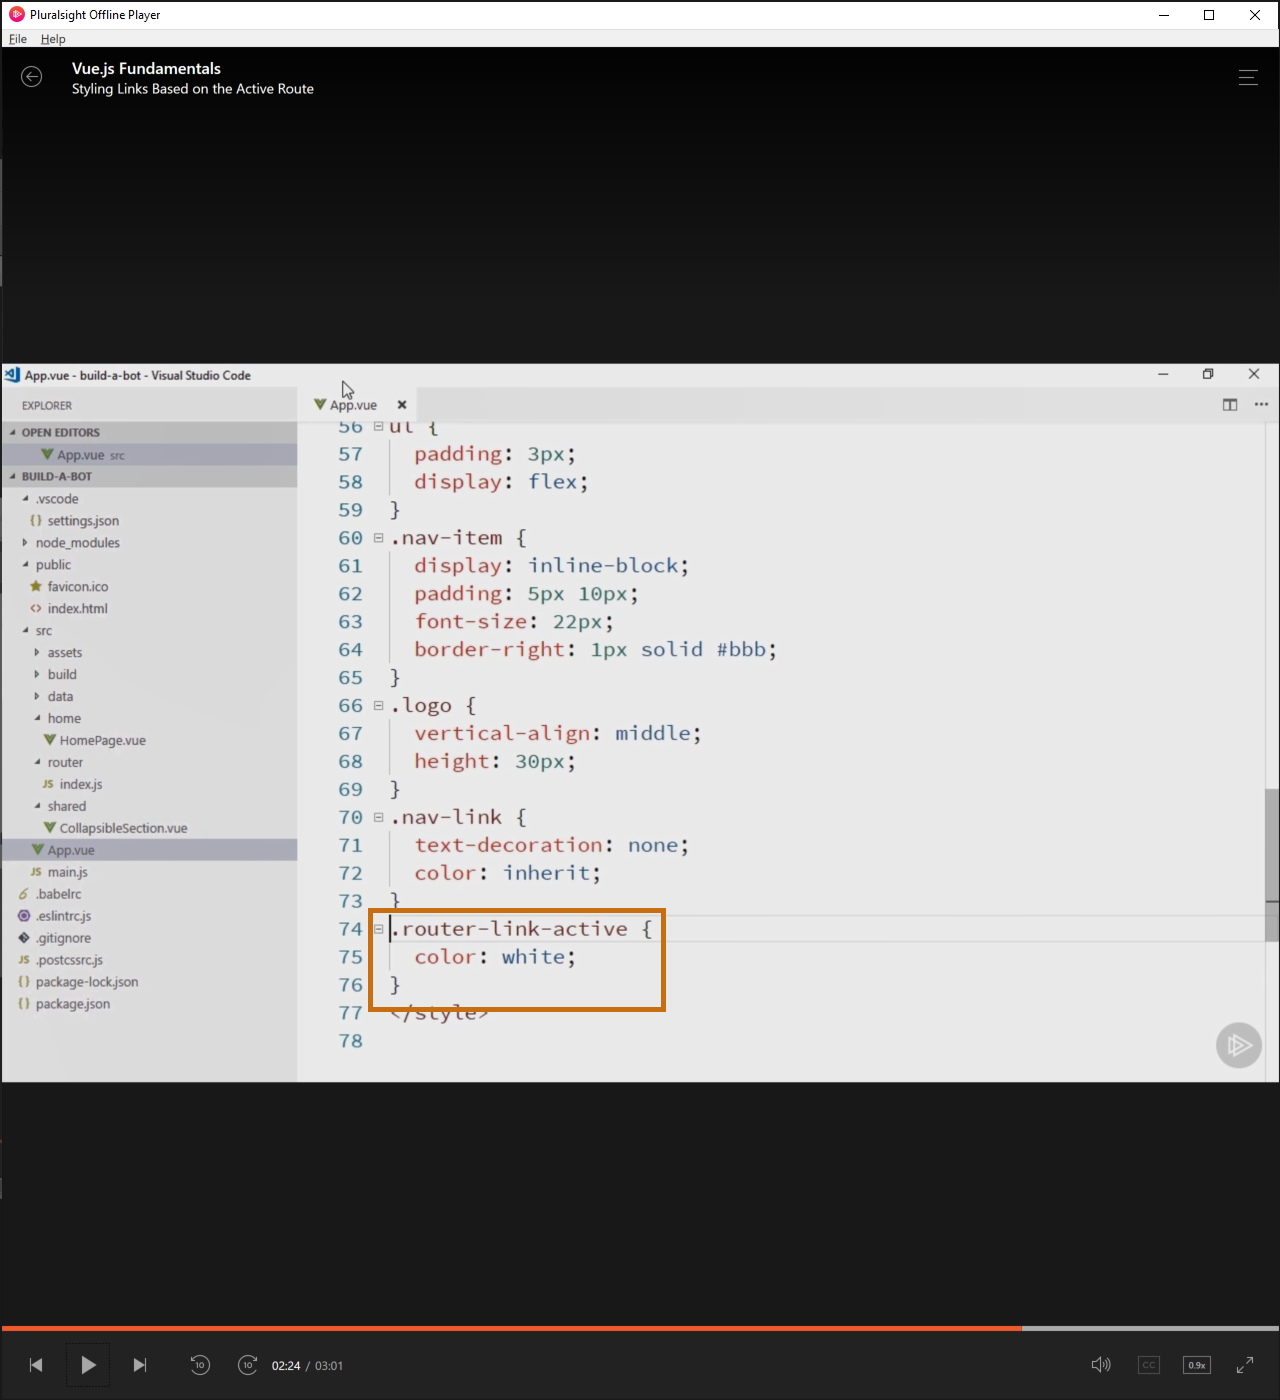 Pluralsight Offline Player
File Help
Vue.js Fundamentals
Styling Links Based on the Active Route
App.vue - build-a-bot - Visual Studio Code
EXPLORER
OPEN EDITORS
App.vue src
BUILD-A-BOT
.vscode
{} settings.json
node_modules
public
favicon.ico
<> index.html
src
assets
build
data
home
HomePage.vue
router
JS index.js
shared
CollapsibleSection.vue
App.vue
JS main.js
.babelrc
.eslintrc.js
.gitignore
JS .postcssrc.js
{} package-lock.json
{} package.json
App.vue
56 ul {
57 padding: 3px;
58 display: flex;
59 }
60 .nav-item {
61 display: inline-block;
62 padding: 5px 10px;
63 font-size: 22px;
64 border-right: 1px solid #bbb;
65 }
66 .logo {
67 vertical-align: middle;
68 height: 30px;
69 }
70 .nav-link {
71 text-decoration: none;
72 color: inherit;
73 }
74 .router-link-active {
75 color: white;
76 }
77 </style>
78
10
10
02:24 / 03:01
CC
0.9x